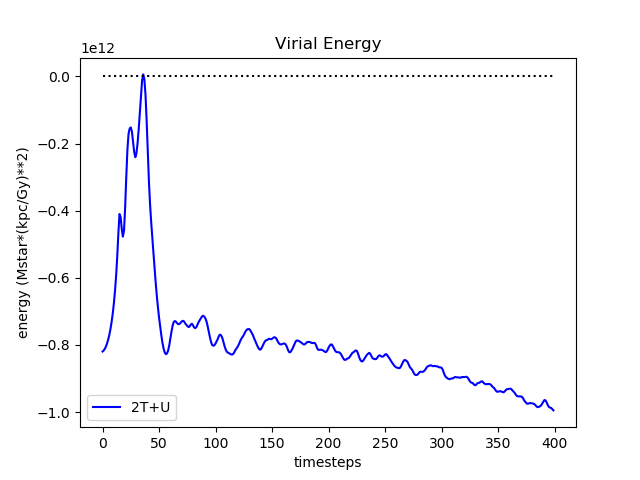 Virial Energy
1e12
0.0
−0.2
−0.4
−0.6
−0.8
−1.0
energy (Mstar*(kpc/Gy)**2)
2T+U
0 50 100 150 200 250 300 350 400
timesteps